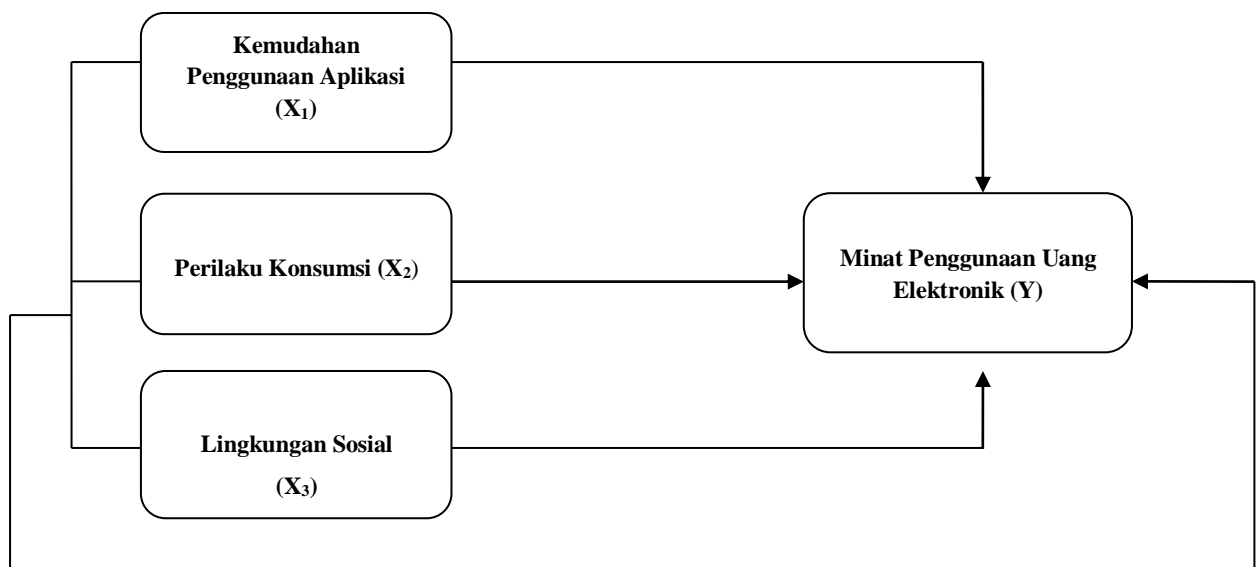 Kemudahan
Penggunaan Aplikasi
(X₁)
Perilaku Konsumsi (X₂)
Minat Penggunaan Uang
Elektronik (Y)
Lingkungan Sosial
(X₃)